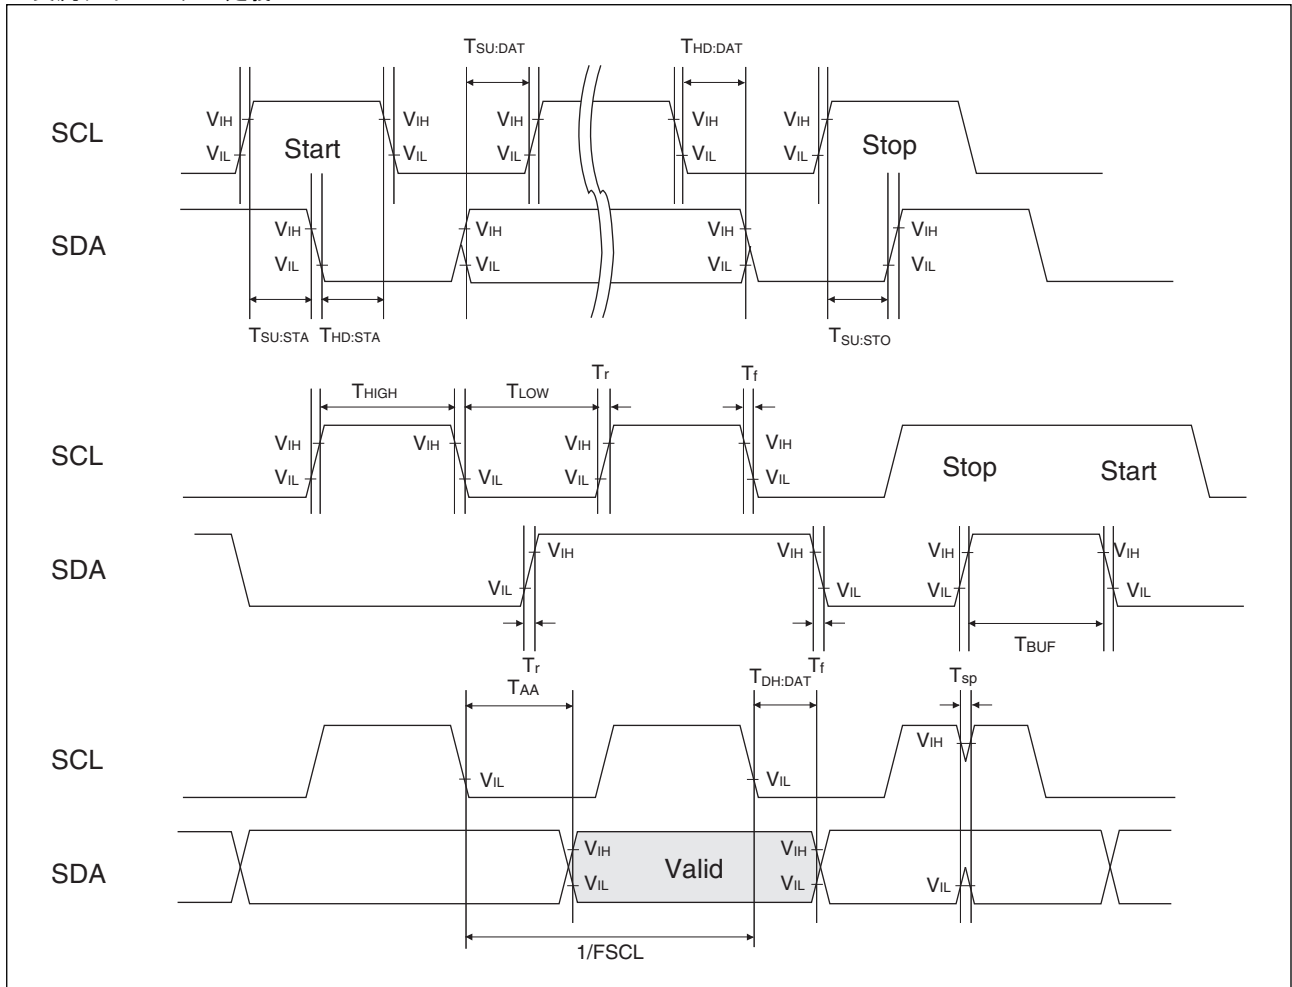 TSU:DAT THD:DAT
SCL VIH VIH VIH VIH VIH
Start Stop
VIL VIL VIL VIL VIL
SDA VIH VIH VIH VIH
VIL VIL VIL VIL
TSU:STA THD:STA TSU:STO
THIGH TLOW Tr Tf
SCL VIH VIH VIH VIH
VIL VIL VIL VIL
Stop Start
SDA VIH VIH VIH VIH
VIL VIL VIL VIL
TBUF
Tr Tf
TAA TDH:DAT Tsp
SCL VIH
VIL VIL
SDA VIH Valid VIH
VIL VIL VIL
1/FSCL